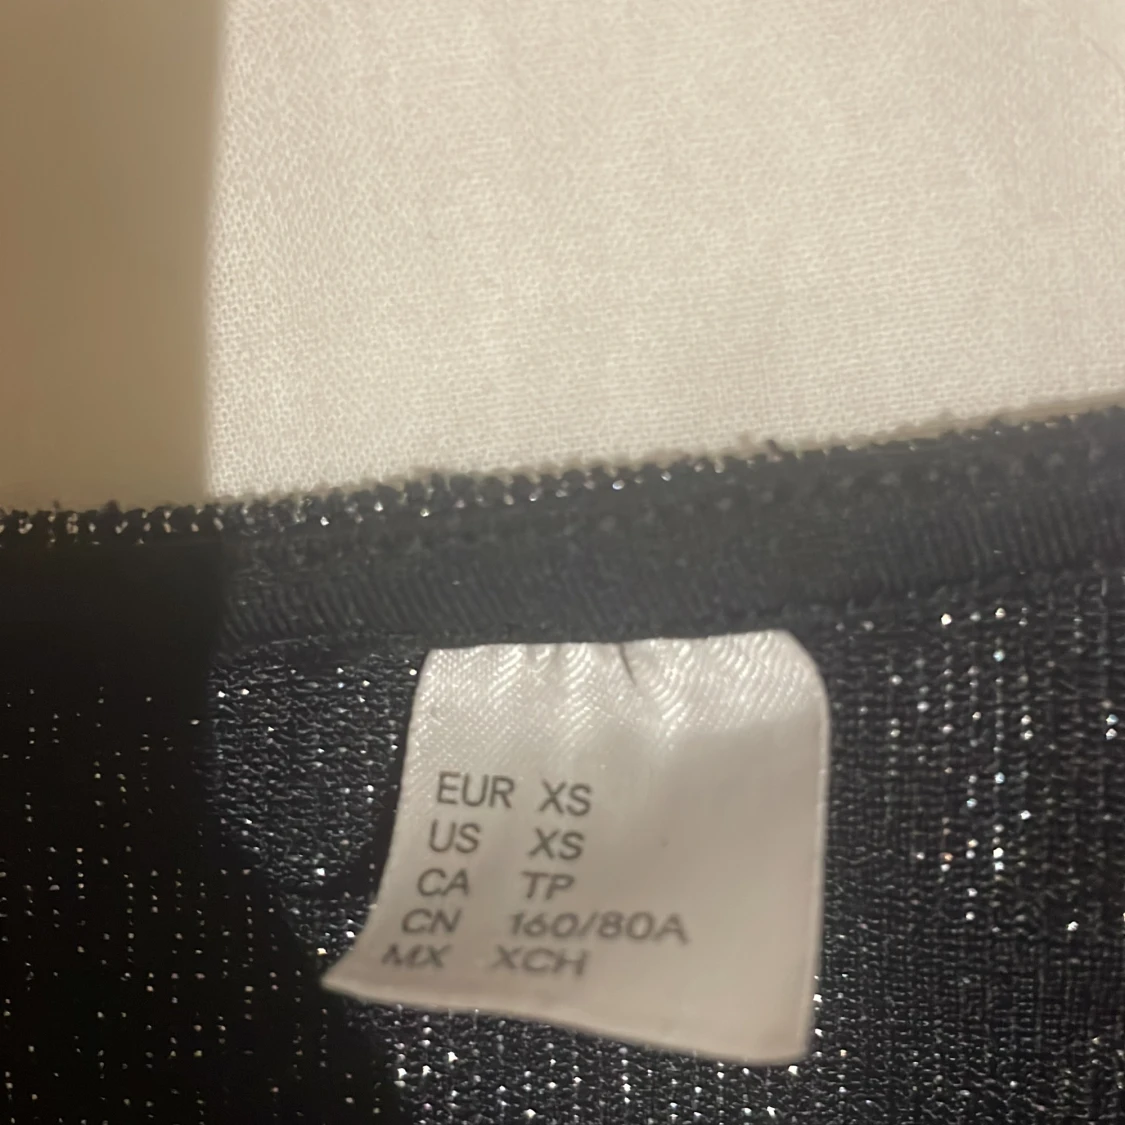 EUR XS
US XS
CA TP
CN 160/80A
MX XCH